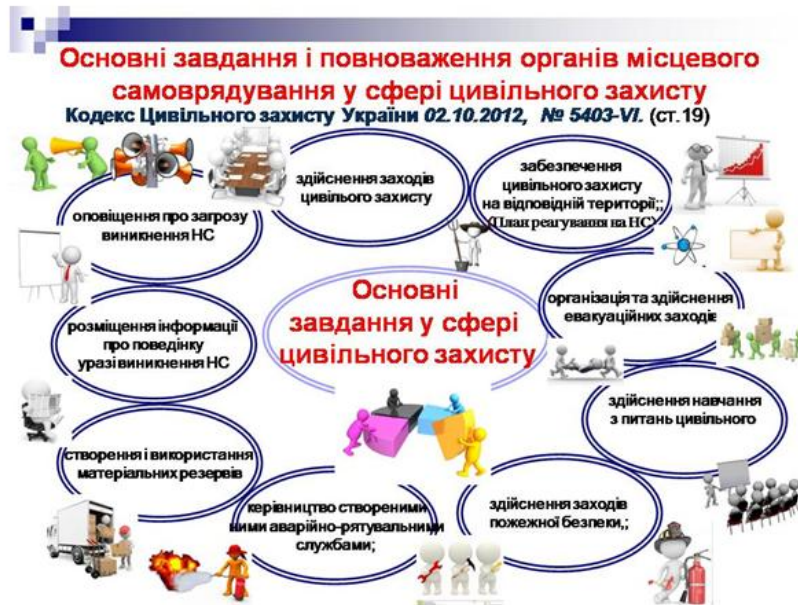 Основні завдання і повноваження органів місцевого
самоврядування у сфері цивільного захисту
Кодекс Цивільного захисту України 02.10.2012, № 5403-VI. (ст.19)
здійснення заходів
цивілього захисту
забезпечення
цивільного захисту
на відповідній території;;
(План реагування на НС)
оповіщення про загрозу
виникнення НС
Основні
завдання у сфері
цивільного захисту
організація та здійснення
евакуаційних заходів
розміщення інформації
про поведінку
уразі виникнення НС
здійснення навчання
з питань цивільного
створення і використання
матеріальних резервів
керівництво створеними
ними аварійно-рятувальними
службами;
здійснення заходів
пожежної безпеки,;